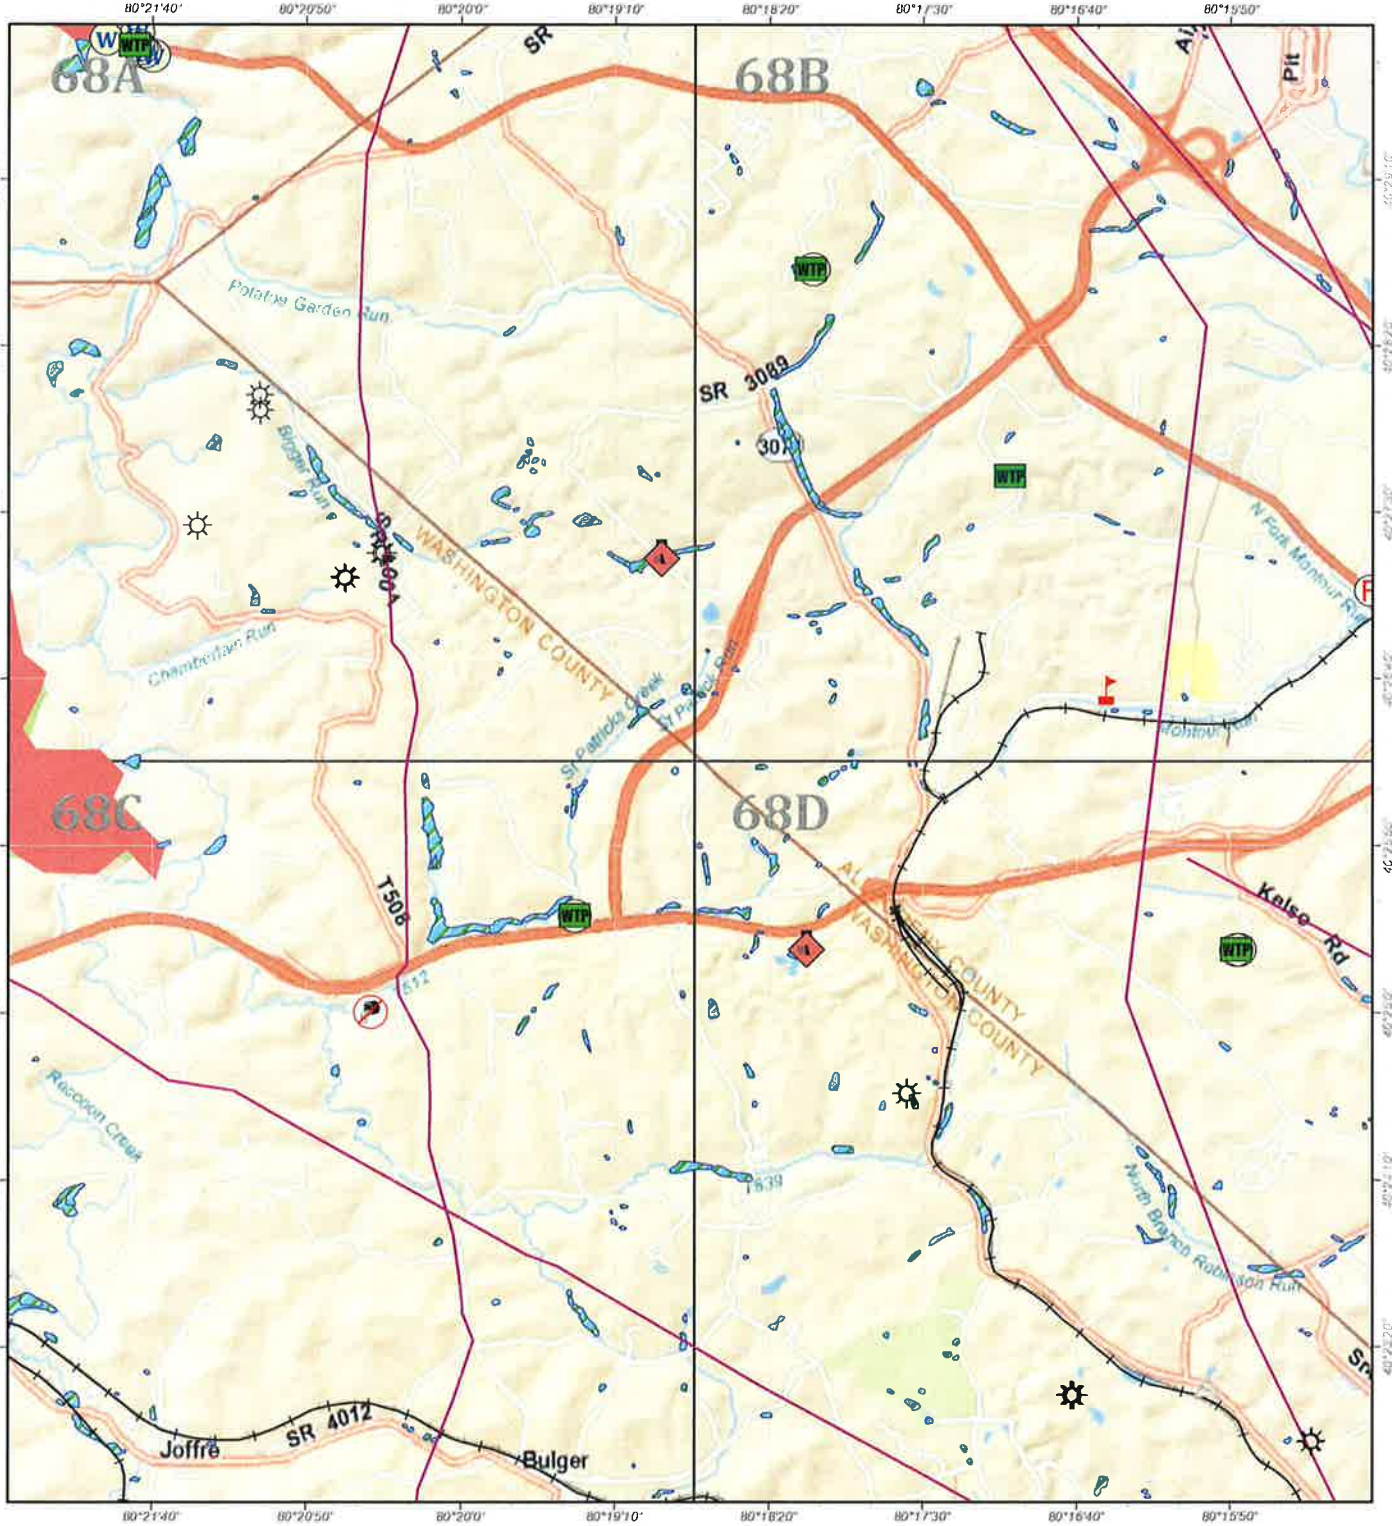 80°21'40" 80°20'50" 80°20'0" 80°19'10" 80°18'20" 80°17'30" 80°16'40" 80°15'50"
W
WTP
W
SR
68A
68B
Pit
WTP
Potatoe Garden Run
SR 3089
307
WTP
Bigger Run
WASHINGTON COUNTY
N Fork Montour Run
Chamberlain Run
St Patricks Creek
St Patrick Run
Montour Run
68C
68D
T508
WTP
COUNTY
WASHINGTON COUNTY
Kelso Rd
WTP
Raccoon Creek
North Branch Robinson Run
SR 4012
Joffre
Bulger
80°21'40" 80°20'50" 80°20'0" 80°19'10" 80°18'20" 80°17'30" 80°16'40" 80°15'50"